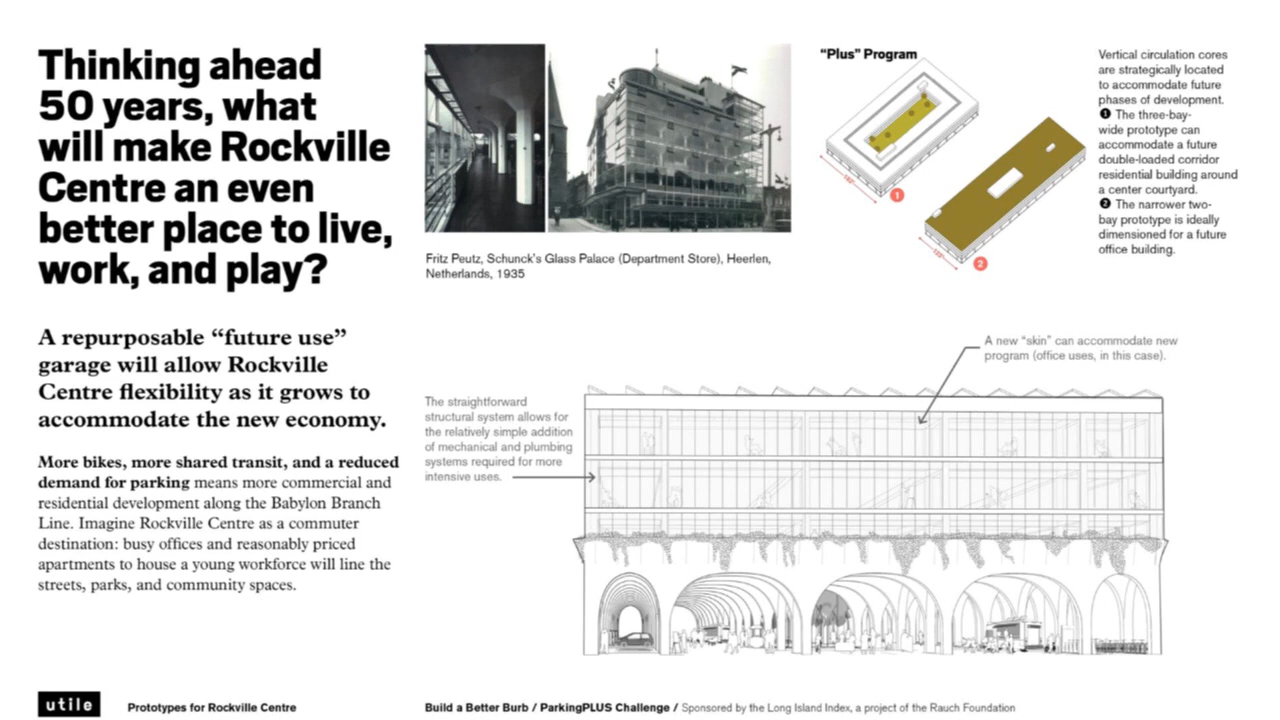 Thinking ahead
50 years, what
will make Rockville
Centre an even
better place to live,
work, and play?
A repurposable “future use”
garage will allow Rockville
Centre flexibility as it grows to
accommodate the new economy.
More bikes, more shared transit, and a reduced
demand for parking means more commercial and
residential development along the Babylon Branch
Line. Imagine Rockville Centre as a commuter
destination: busy offices and reasonably priced
apartments to house a young workforce will line the
streets, parks, and community spaces.
Fritz Peutz, Schunck's Glass Palace (Department Store), Heerlen,
Netherlands, 1935
“Plus” Program
1
2
Vertical circulation cores
are strategically located
to accommodate future
phases of development.
1 The three-bay-
wide prototype can
accommodate a future
double-loaded corridor
residential building around
a center courtyard.
2 The narrower two-
bay prototype is ideally
dimensioned for a future
office building.
A new “skin” can accommodate new
program (office uses, in this case).
The straightforward
structural system allows for
the relatively simple addition
of mechanical and plumbing
systems required for more
intensive uses.
utile
Prototypes for Rockville Centre
Build a Better Burb / ParkingPLUS Challenge / Sponsored by the Long Island Index, a project of the Rauch Foundation